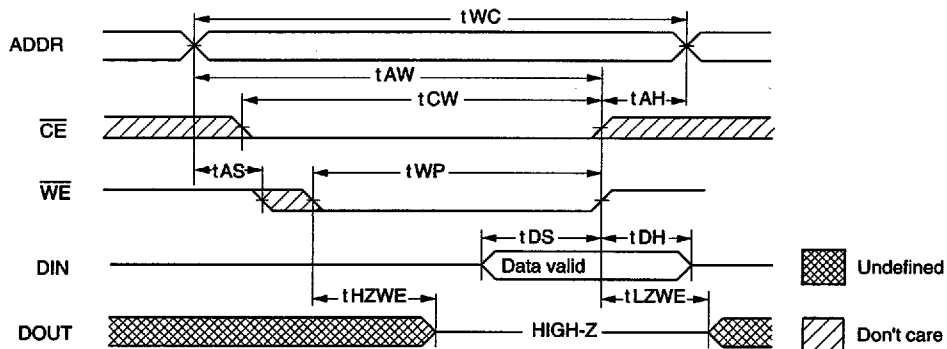 tWC
ADDR
tAW
tCW
tAH
CE
tAS
tWP
WE
tDS
tDH
DIN
Data valid
Undefined
tHZWE
tLZWE
DOUT
HIGH-Z
Don't care